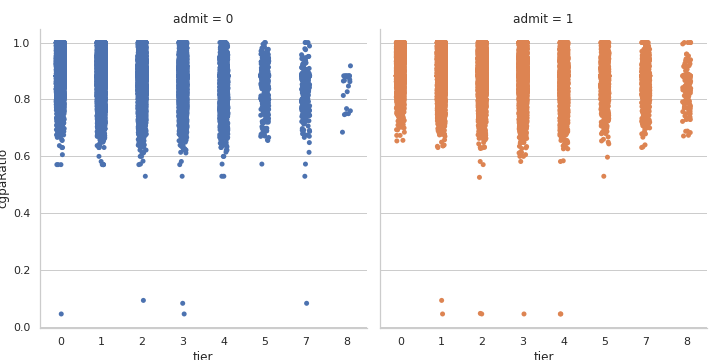 admit = 0
admit = 1
1.0
0.8
0.6
0.4
0.2
0.0
cgpaRatio
0 1 2 3 4 5 7 8
0 1 2 3 4 5 7 8
tier
tier